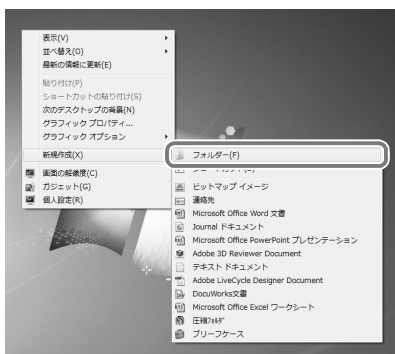 表示(V)
並べ替え(O)
最新の情報に更新(E)
貼り付け(P)
ショートカットの貼り付け(S)
次のデスクトップの背景(N)
グラフィック プロパティ...
グラフィック オプション
新規作成(X)
画面の解像度(C)
ガジェット(G)
個人設定(R)
フォルダー(F)
ビットマップ イメージ
連絡先
Microsoft Office Word 文書
Journal ドキュメント
Microsoft Office PowerPoint プレゼンテーション
Adobe 3D Reviewer Document
テキスト ドキュメント
Adobe LiveCycle Designer Document
DocuWorks文書
Microsoft Office Excel ワークシート
圧縮ﾌｫﾙﾀﾞ
ブリーフケース